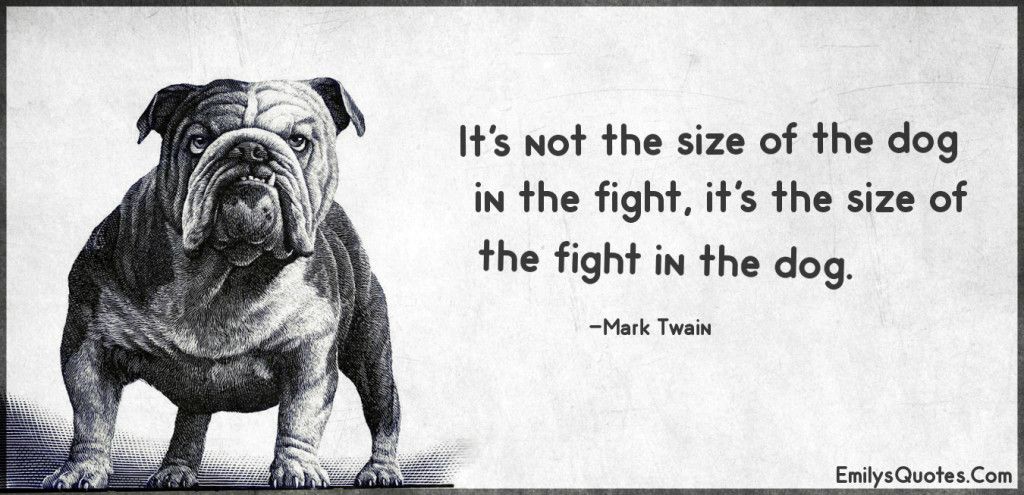 It's not the size of the dog
in the fight, it's the size of
the fight in the dog.
-Mark Twain
EmilysQuotes.Com